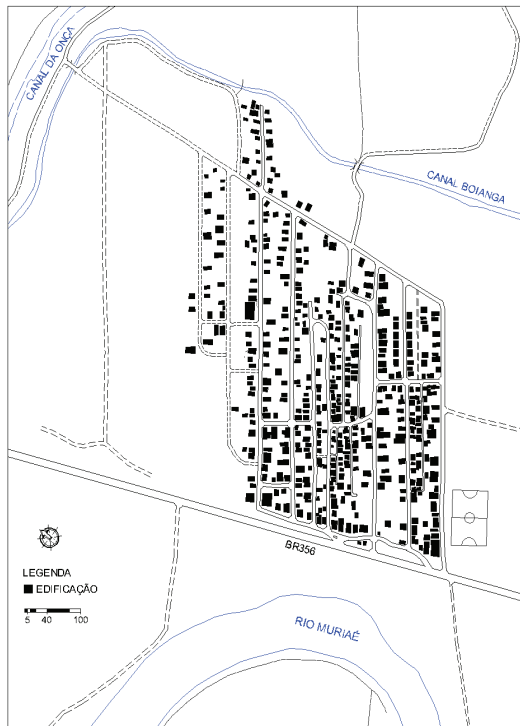 CANAL DA ONÇA
CANAL BOIANGA
BR356
LEGENDA
EDIFICAÇÃO
5 40 100
RIO MURIAÉ